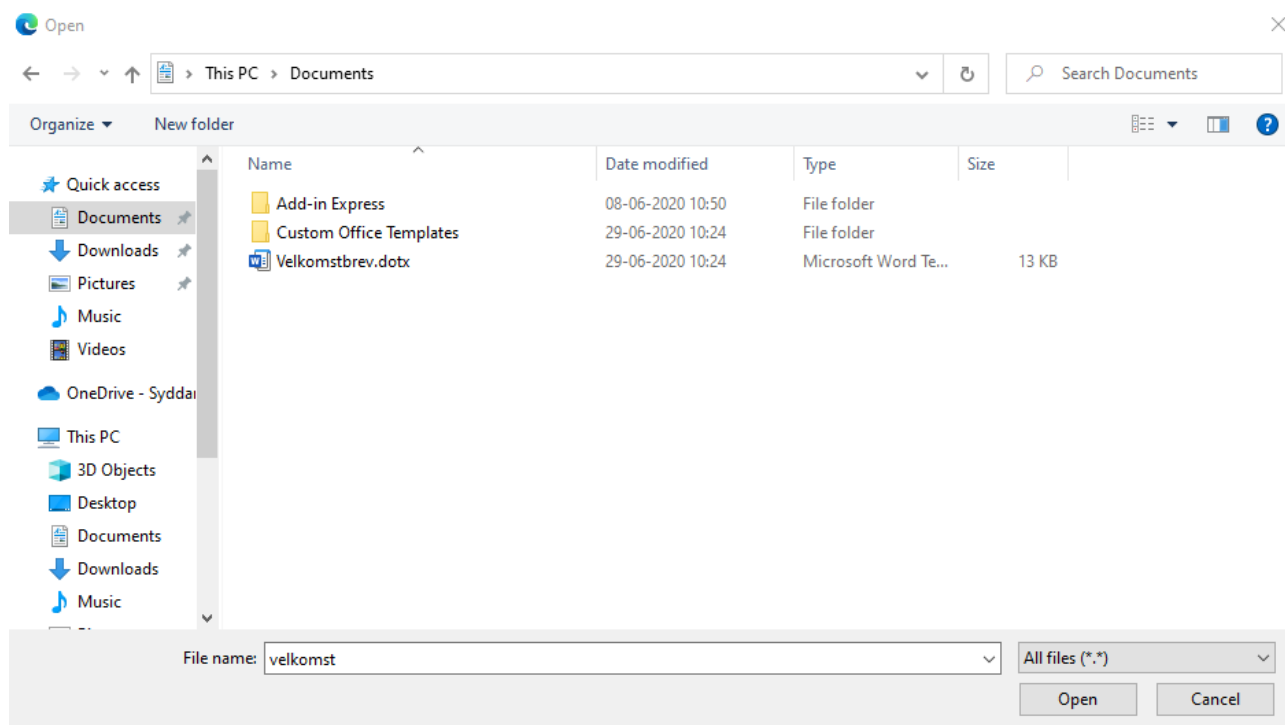 Open
This PC > Documents
Search Documents
Organize
New folder
Name Date modified Type Size
Quick access
Documents
Downloads
Pictures
Music
Videos
OneDrive - Syddar
This PC
3D Objects
Desktop
Documents
Downloads
Music
Add-in Express 08-06-2020 10:50 File folder
Custom Office Templates 29-06-2020 10:24 File folder
Velkomstbrev.dotx 29-06-2020 10:24 Microsoft Word Te... 13 KB
File name: velkomst
All files (*.*)
Open Cancel